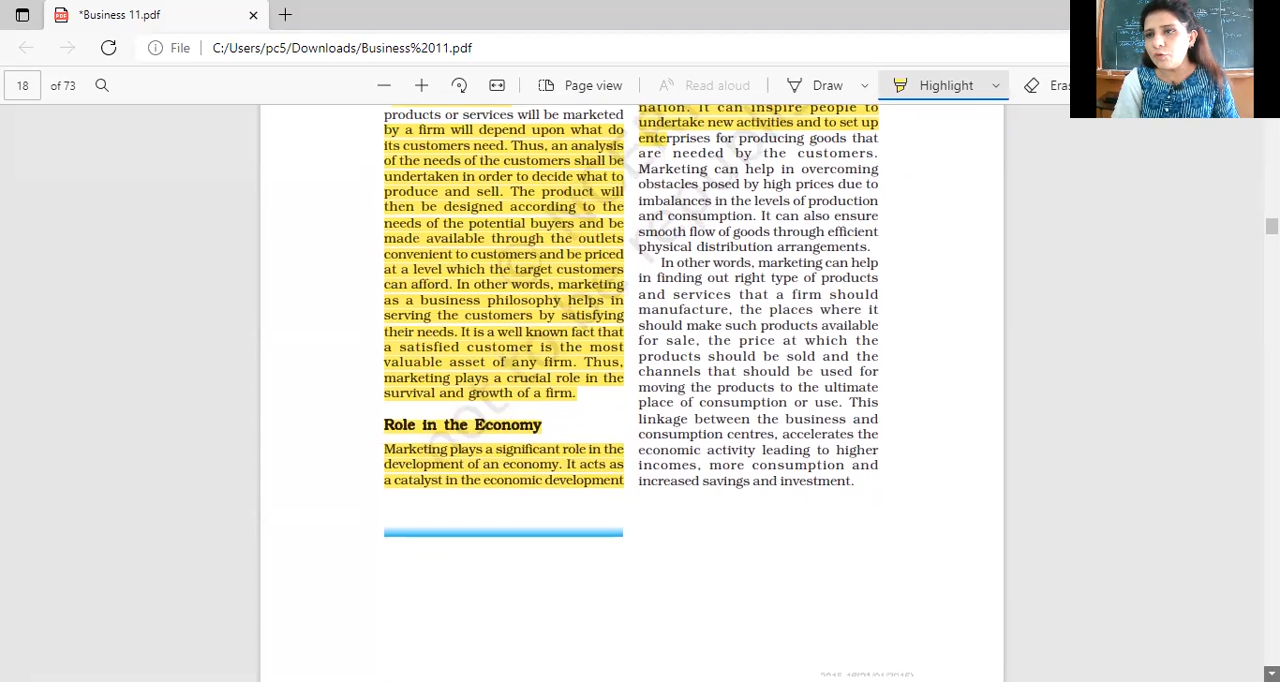 *Business 11.pdf
File
C:/Users/pc5/Downloads/Business%2011.pdf
18
of 73
Page view
Read aloud
Draw
Highlight
products or services will be marketed
by a firm will depend upon what do
its customers need. Thus, an analysis
of the needs of the customers shall be
undertaken in order to decide what to
produce and sell. The product will
then be designed according to the
needs of the potential buyers and be
made available through the outlets
convenient to customers and be priced
at a level which the target customers
can afford. In other words, marketing
as a business philosophy helps in
serving the customers by satisfying
their needs. It is a well known fact that
a satisfied customer is the most
valuable asset of any firm. Thus,
marketing plays a crucial role in the
survival and growth of a firm.
Role in the Economy
Marketing plays a significant role in the
development of an economy. It acts as
a catalyst in the economic development
nation. It can inspire people to
undertake new activities and to set up
enterprises for producing goods that
are needed by the customers.
Marketing can help in overcoming
obstacles posed by high prices due to
imbalances in the levels of production
and consumption. It can also ensure
smooth flow of goods through efficient
physical distribution arrangements.
In other words, marketing can help
in finding out right type of products
and services that a firm should
manufacture, the places where it
should make such products available
for sale, the price at which the
products should be sold and the
channels that should be used for
moving the products to the ultimate
place of consumption or use. This
linkage between the business and
consumption centres, accelerates the
economic activity leading to higher
incomes, more consumption and
increased savings and investment.